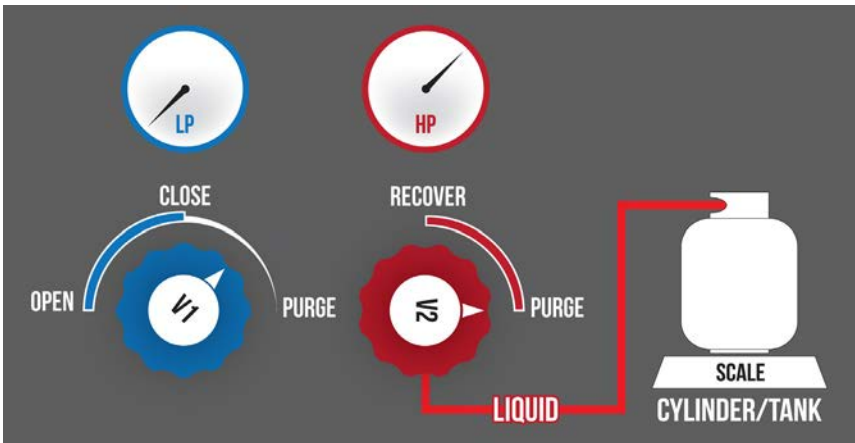 LP
HP
CLOSE
RECOVER
OPEN
V1
PURGE
V2
PURGE
SCALE
LIQUID
CYLINDER/TANK